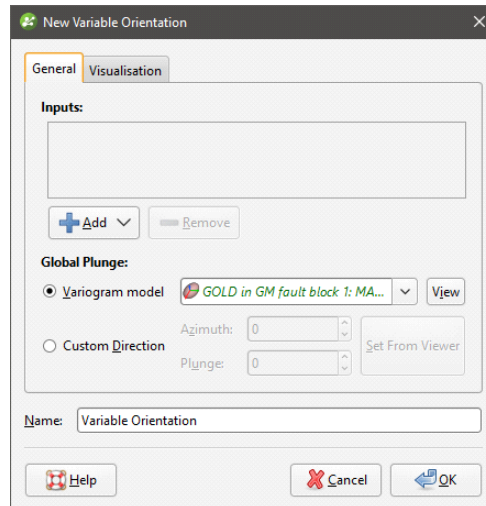 New Variable Orientation
General Visualisation
Inputs:
Add Remove
Global Plunge:
Variogram model GOLD in GM fault block 1: MA... View
Azimuth: 0
Custom Direction Set From Viewer
Plunge: 0
Name: Variable Orientation
Help Cancel OK